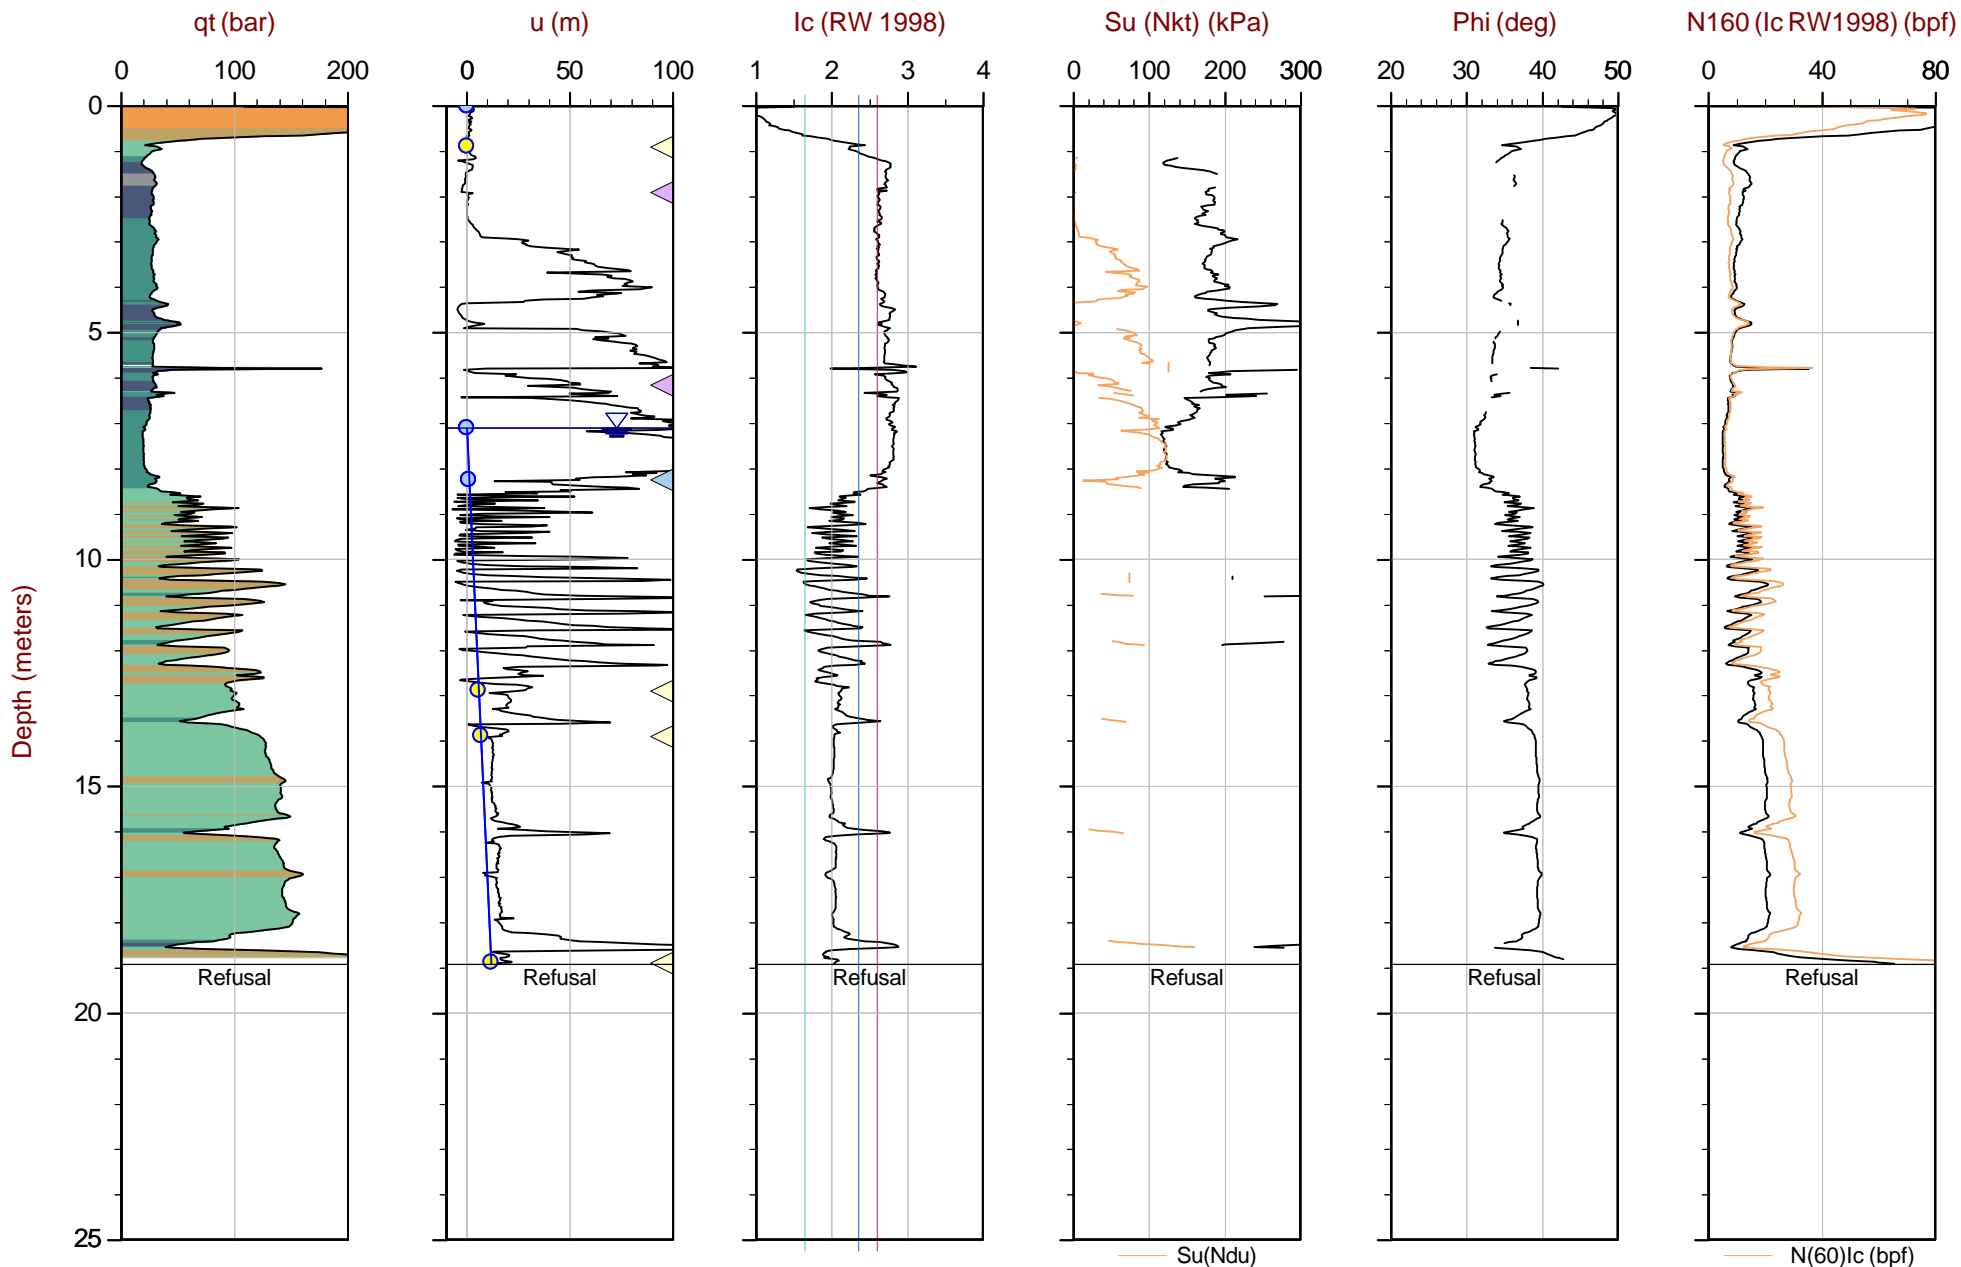 qt (bar) u (m) Ic (RW 1998) Su (Nkt) (kPa) Phi (deg) N160 (Ic RW1998) (bpf)
0 100 200 0 50 100 1 2 3 4 0 100 200 300 20 30 40 50 0 40 80
0
5
10
15
20
25
Depth (meters)
Refusal Refusal Refusal Refusal Refusal Refusal
Su(Ndu) N(60)Ic (bpf)